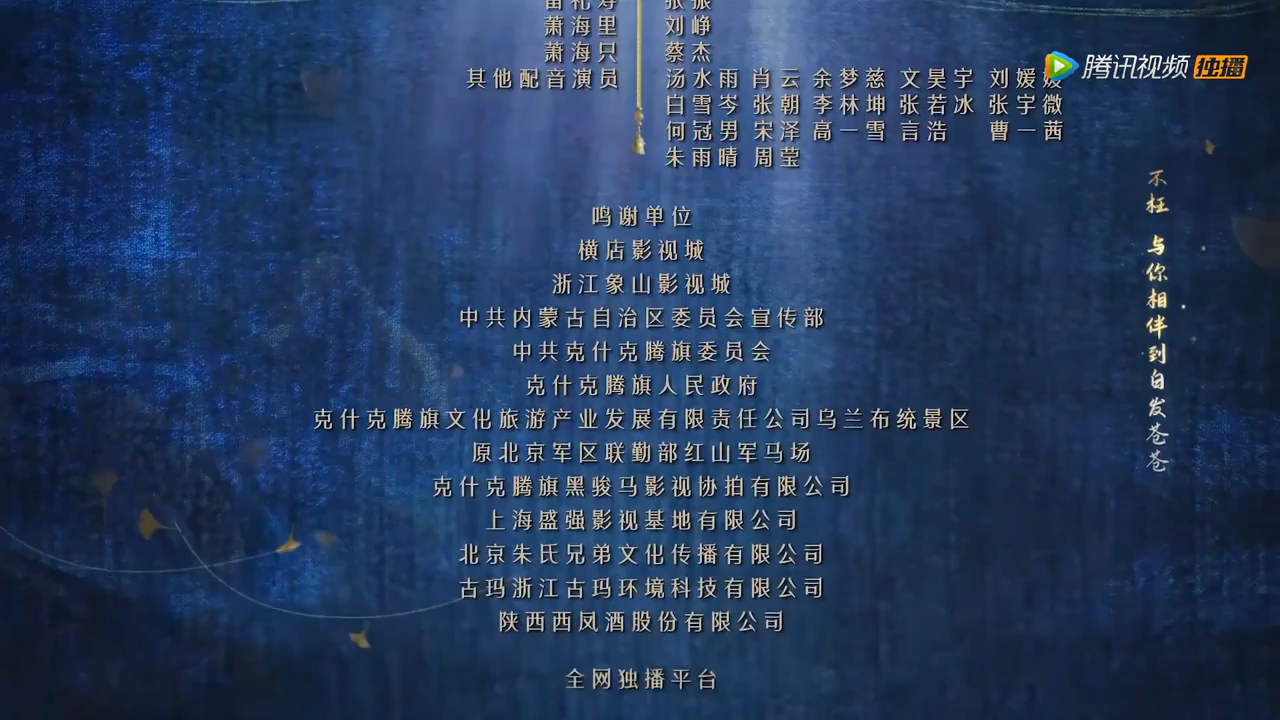 萧海里 刘峥
萧海只 蔡杰
其他配音演员 汤水雨 肖云 余梦慈 文昊宇 刘媛媛
白雪岑 张朝 李林坤 张若冰 张宇微
何冠男 宋泽 高一雪 言浩 曹一茜
朱雨晴 周莹
鸣谢单位
横店影视城
浙江象山影视城
中共内蒙古自治区委员会宣传部
中共克什克腾旗委员会
克什克腾旗人民政府
克什克腾旗文化旅游产业发展有限责任公司乌兰布统景区
原北京军区联勤部红山军马场
克什克腾旗黑骏马影视协拍有限公司
上海盛强影视基地有限公司
北京朱氏兄弟文化传播有限公司
古玛浙江古玛环境科技有限公司
陕西西凤酒股份有限公司
全网独播平台
腾讯视频 独播
不枉 与你相伴到白发苍苍